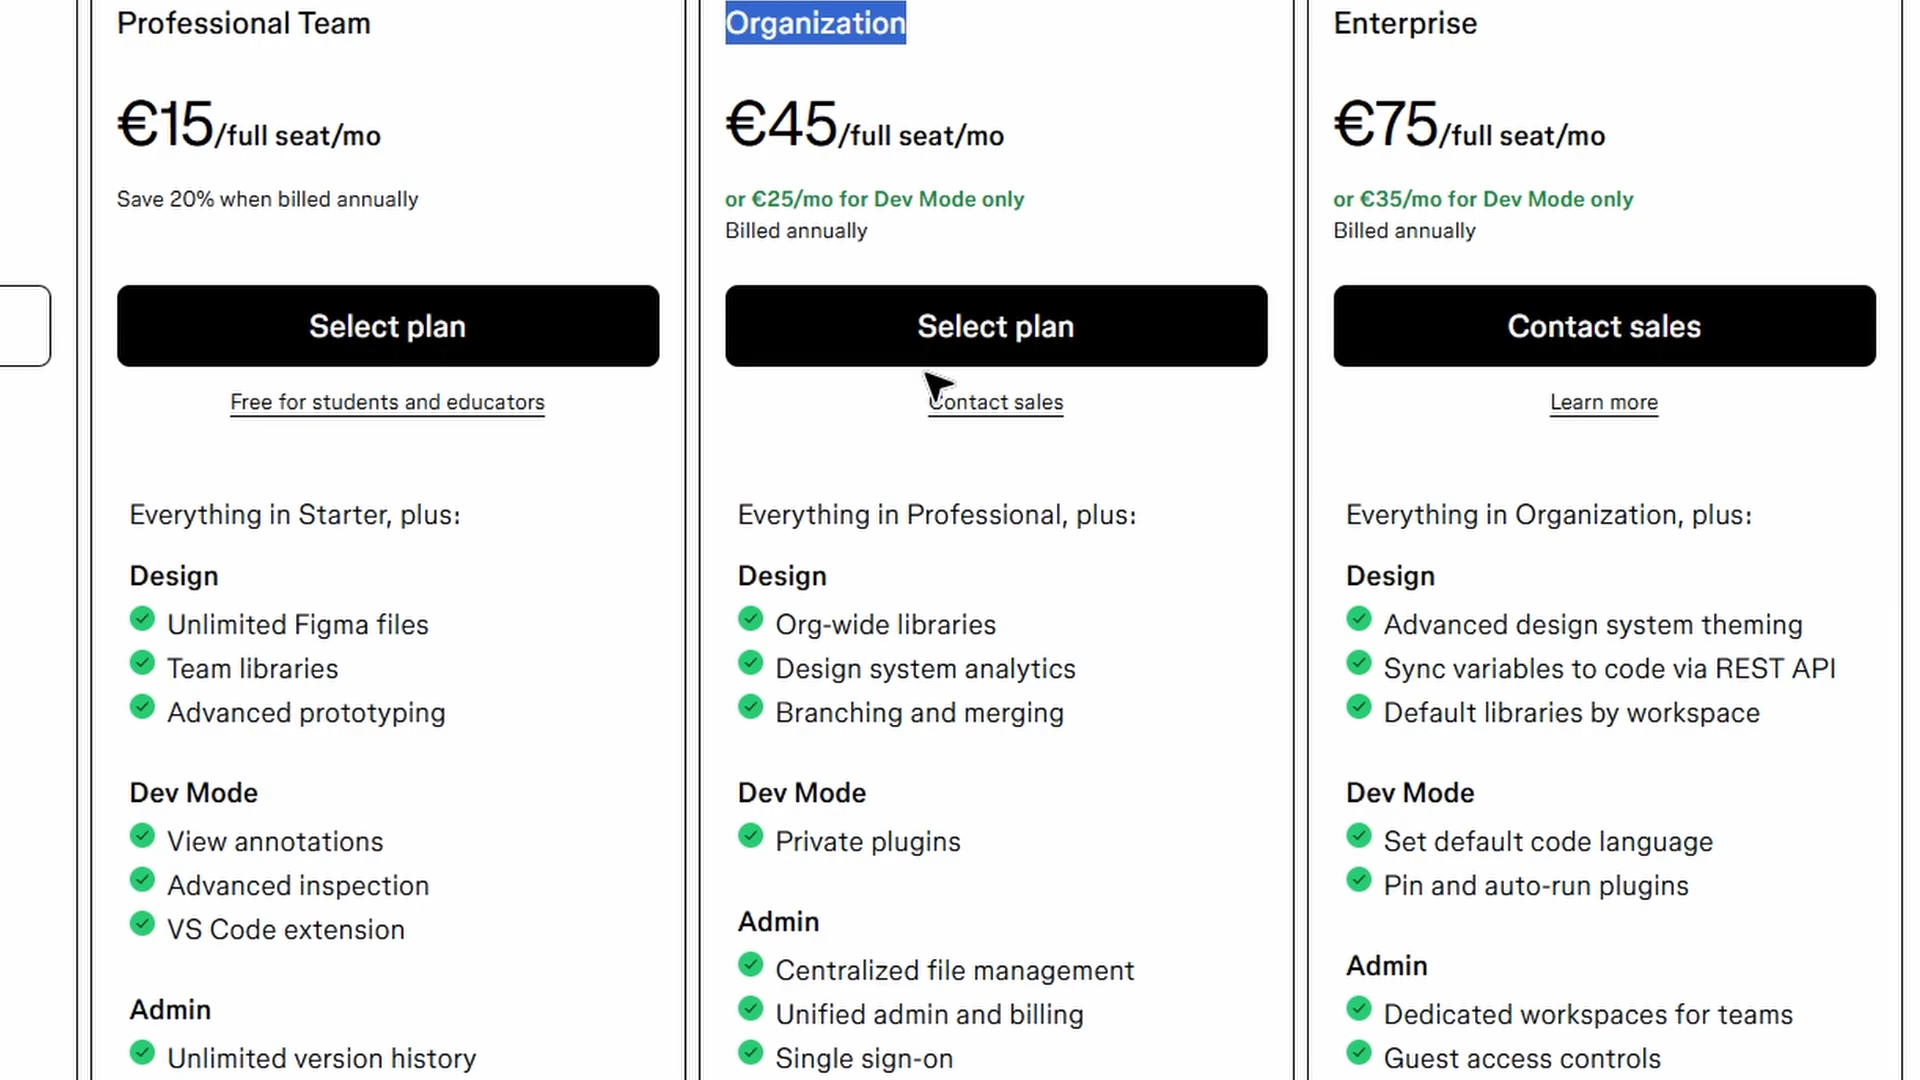 Professional Team
€15/full seat/mo
Save 20% when billed annually
Select plan
Free for students and educators
Everything in Starter, plus:
Design
Unlimited Figma files
Team libraries
Advanced prototyping
Dev Mode
View annotations
Advanced inspection
VS Code extension
Admin
Unlimited version history
Organization
€45/full seat/mo
or €25/mo for Dev Mode only
Billed annually
Select plan
Contact sales
Everything in Professional, plus:
Design
Org-wide libraries
Design system analytics
Branching and merging
Dev Mode
Private plugins
Admin
Centralized file management
Unified admin and billing
Single sign-on
Enterprise
€75/full seat/mo
or €35/mo for Dev Mode only
Billed annually
Contact sales
Learn more
Everything in Organization, plus:
Design
Advanced design system theming
Sync variables to code via REST API
Default libraries by workspace
Dev Mode
Set default code language
Pin and auto-run plugins
Admin
Dedicated workspaces for teams
Guest access controls